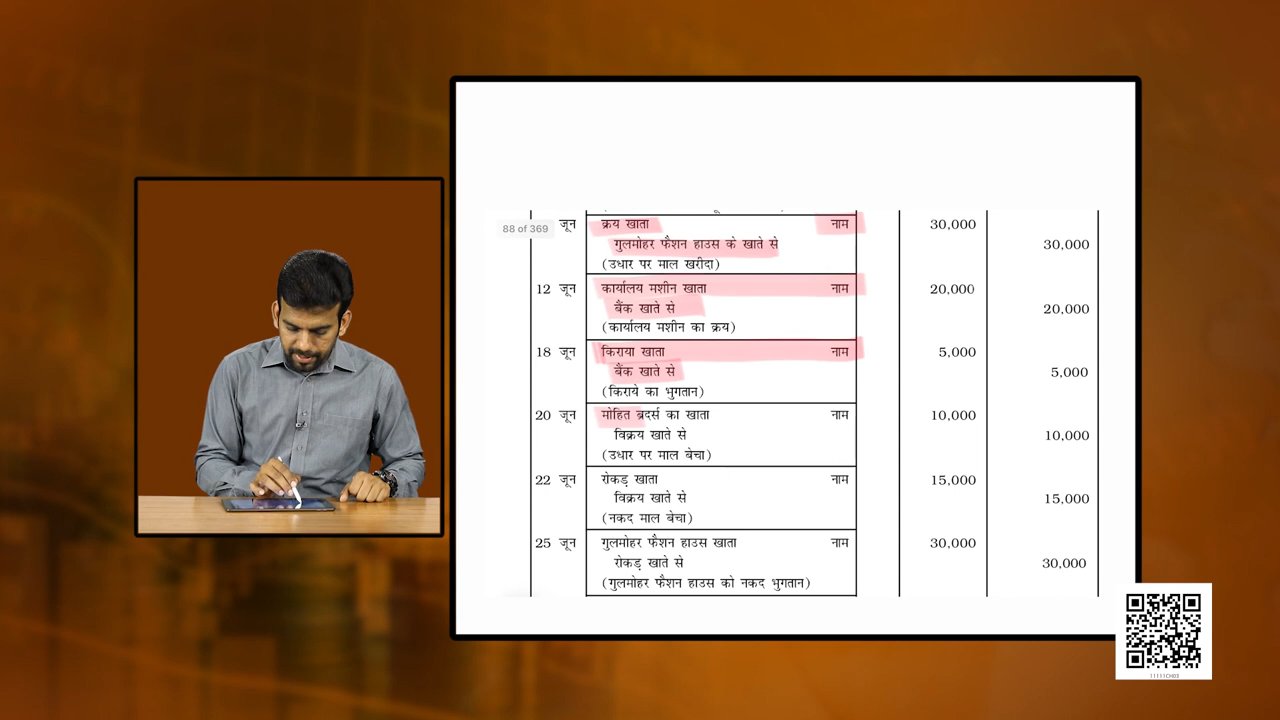 88 of 369 जून क्रय खाता नाम 30,000
गुलमोहर फैशन हाउस के खाते से 30,000
(उधार पर माल खरीदा)
12 जून कार्यालय मशीन खाता नाम 20,000
बैंक खाते से 20,000
(कार्यालय मशीन का क्रय)
18 जून किराया खाता नाम 5,000
बैंक खाते से 5,000
(किराये का भुगतान)
20 जून मोहित ब्रदर्स का खाता नाम 10,000
विक्रय खाते से 10,000
(उधार पर माल बेचा)
22 जून रोकड़ खाता नाम 15,000
विक्रय खाते से 15,000
(नकद माल बेचा)
25 जून गुलमोहर फैशन हाउस खाता नाम 30,000
रोकड़ खाते से 30,000
(गुलमोहर फैशन हाउस को नकद भुगतान)
11111CH03